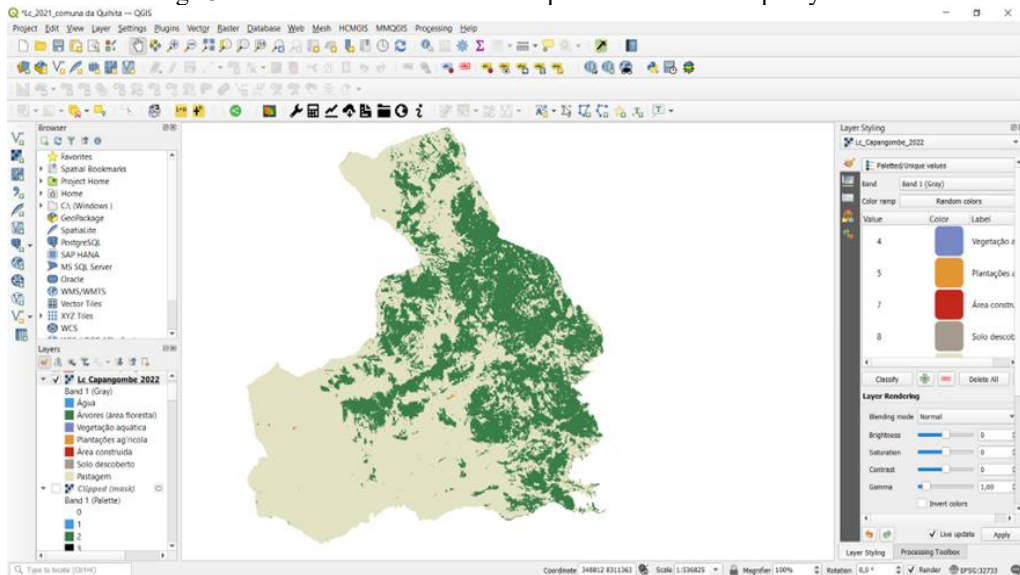 *Lc_2021_comuna da Quihita — QGIS
Project Edit View Layer Settings Plugins Vector Raster Database Web Mesh HCMGIS MMQGIS Processing Help
Browser
Favorites
Spatial Bookmarks
Project Home
Home
C:\ (Windows )
GeoPackage
SpatiaLite
PostgreSQL
SAP HANA
MS SQL Server
Oracle
WMS/WMTS
Vector Tiles
XYZ Tiles
WCS
Layers
Lc Capangombe 2022
Band 1 (Gray)
Água
Árvores (área florestal)
Vegetação aquática
Plantações ag´ricola
Área construida
Solo descoberto
Pastagem
Clipped (mask)
Band 1 (Palette)
0
1
2
3
Layer Styling
Lc_Capangombe_2022
Paletted/Unique values
Band Band 1 (Gray)
Color ramp Random colors
Value Color Label
4 Vegetação a
5 Plantações a
7 Área constru
8 Solo descob
Classify Delete All
Layer Rendering
Blending mode Normal
Brightness 0
Saturation 0
Contrast 0
Gamma 1,00
Invert colors
Live update Apply
Layer Styling Processing Toolbox
Type to locate (Ctrl+K) Coordinate 348812 8311363 Scale 1:536825 Magnifier 100% Rotation 0,0 ° Render EPSG:32733